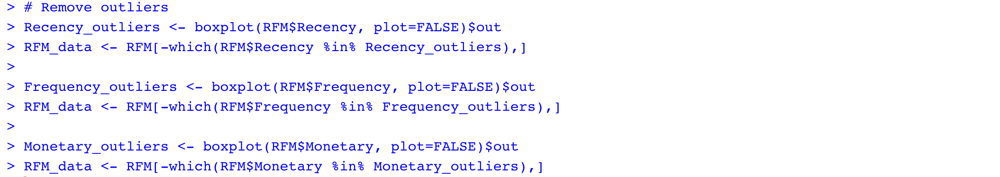 > # Remove outliers
> Recency_outliers <- boxplot(RFM$Recency, plot=FALSE)$out
> RFM_data <- RFM[-which(RFM$Recency %in% Recency_outliers),]
>
> Frequency_outliers <- boxplot(RFM$Frequency, plot=FALSE)$out
> RFM_data <- RFM[-which(RFM$Frequency %in% Frequency_outliers),]
>
> Monetary_outliers <- boxplot(RFM$Monetary, plot=FALSE)$out
> RFM_data <- RFM[-which(RFM$Monetary %in% Monetary_outliers),]